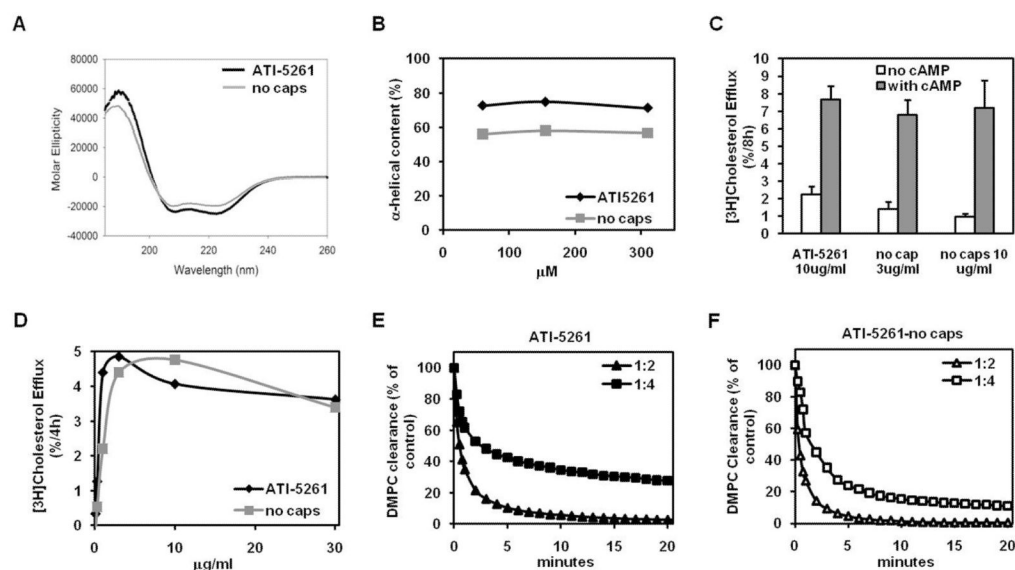 A
Molar Ellipticity
80000
60000
40000
20000
0
-20000
-40000
200
220
240
260
Wavelength (nm)
ATI-5261
no caps
B
α-helical content (%)
100
80
60
40
20
0
0
100
200
300
µM
ATI5261
no caps
C
[3H]Cholesterol Efflux
(%/8h)
10
9
8
7
6
5
4
3
2
1
0
no cAMP
with cAMP
ATI-5261 no cap no caps 10
10ug/ml 3ug/ml ug/ml
D
[3H]Cholesterol Efflux
(%/4h)
5
4
3
2
1
0
0
10
20
30
µg/ml
ATI-5261
no caps
E
ATI-5261
DMPC clearance (% of
control)
120
100
80
60
40
20
0
0
5
10
15
20
minutes
1:2
1:4
F
ATI-5261-no caps
DMPC Clearance (% of
control)
120
100
80
60
40
20
0
0
5
10
15
20
minutes
1:2
1:4